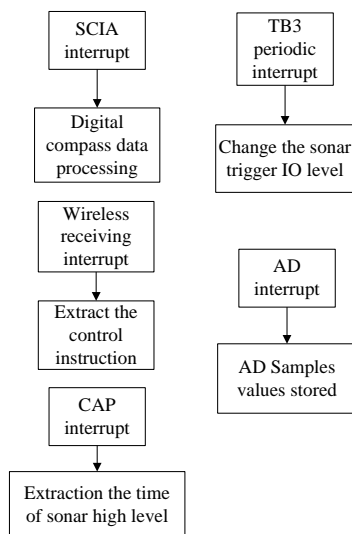 SCIA
interrupt
Digital
compass data
processing
Wireless
receiving
interrupt
Extract the
control
instruction
CAP
interrupt
Extraction the time
of sonar high level
TB3
periodic
interrupt
Change the sonar
trigger IO level
AD
interrupt
AD Samples
values stored